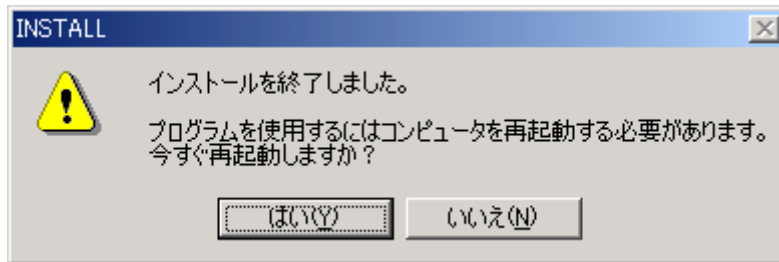 INSTALL
インストールを終了しました。
プログラムを使用するにはコンピュータを再起動する必要があります。
今すぐ再起動しますか？
はい(Y) いいえ(N)